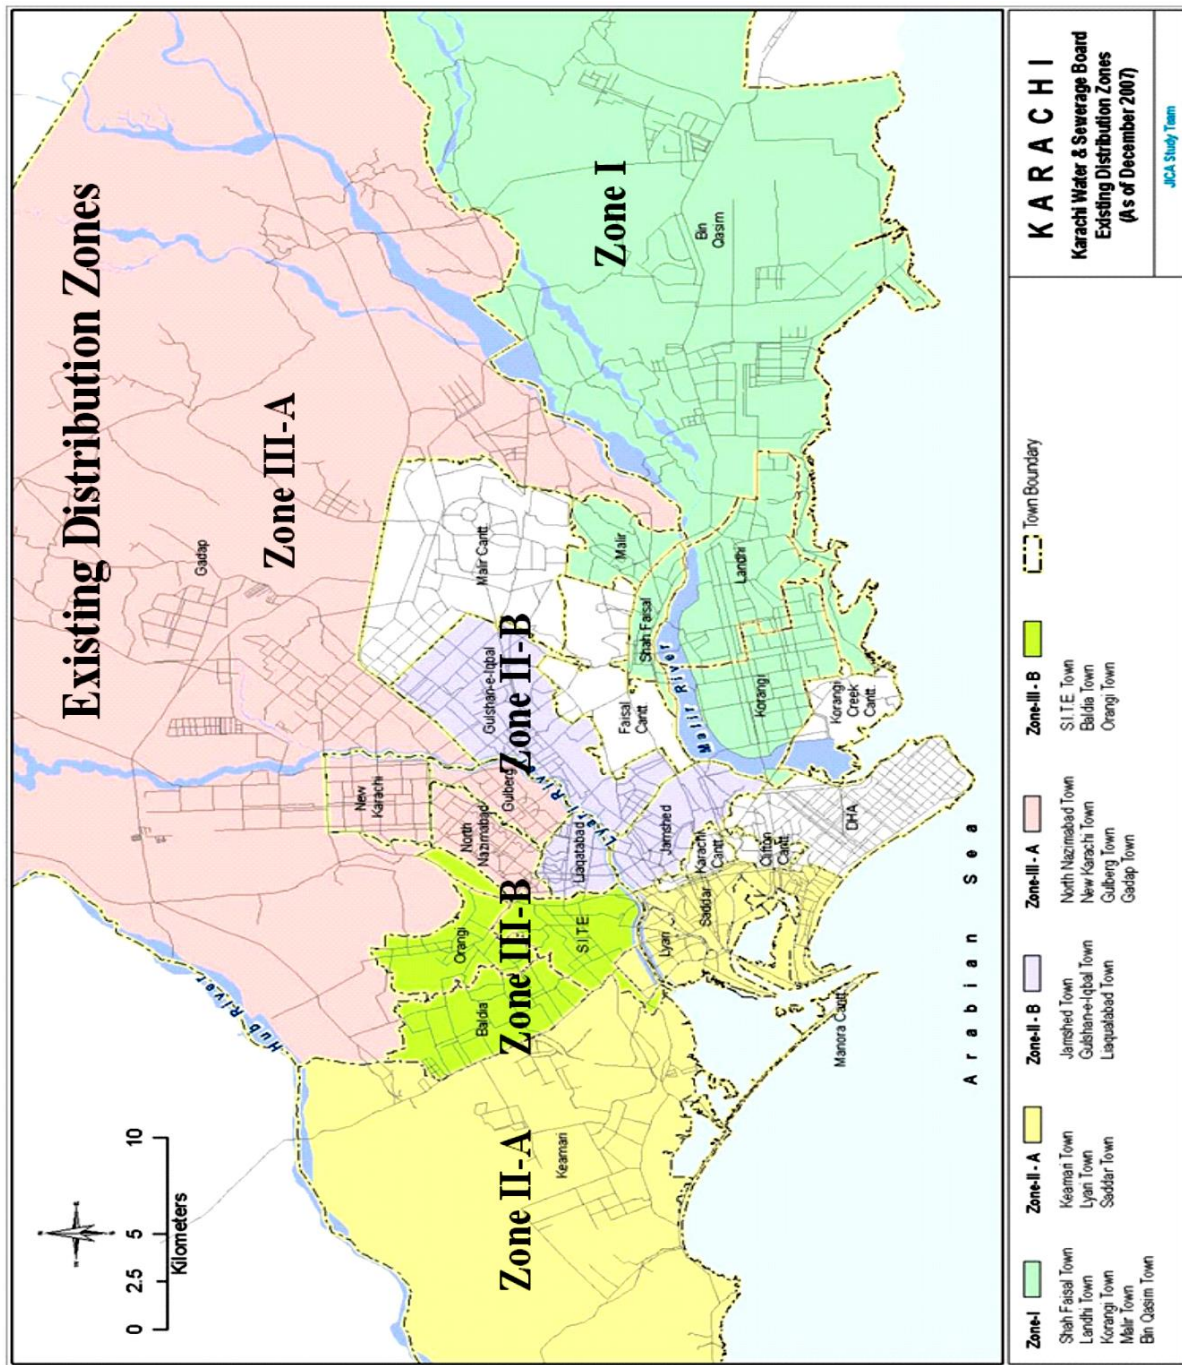 Existing Distribution Zones
Zone III-A
Zone I
Zone II-B
Zone III-B
Zone II-A
Gadap
Hub River
New
Karachi
North
Nazimabad
Gulberg
Gulshan-e-Iqbal
Malir Cantt.
Orangi
Baldia
S.I.T.E
Liaqatabad
Lyari River
Faisal
Cantt
Shah Faisal
Malir
Malir River
Landhi
Korangi
Korangi
Creek
Cantt.
Bin
Qasim
Keamari
Lyari
Saddar
Jamshed
Karachi
Cantt.
Clifton
Cantt.
DHA
Manora Cantt.
Arabian Sea
0 2.5 5 10
Kilometers
Zone-I
Shah Faisal Town
Landhi Town
Korangi Town
Malir Town
Bin Qasim Town
Zone-II - A
Keamari Town
Lyari Town
Saddar Town
Zone-II - B
Jamshed Town
Gulshan-e-Iqbal Town
Liaqualabad Town
Zone-III - A
North Nazimabad Town
New Karachi Town
Gulberg Town
Gadap Town
Zone-III - B
S.I.T.E Town
Baldia Town
Orangi Town
Town Boundary
KARACHI
Karachi Water & Sewerage Board
Existing Distribution Zones
(As of December 2007)
JICA Study Team